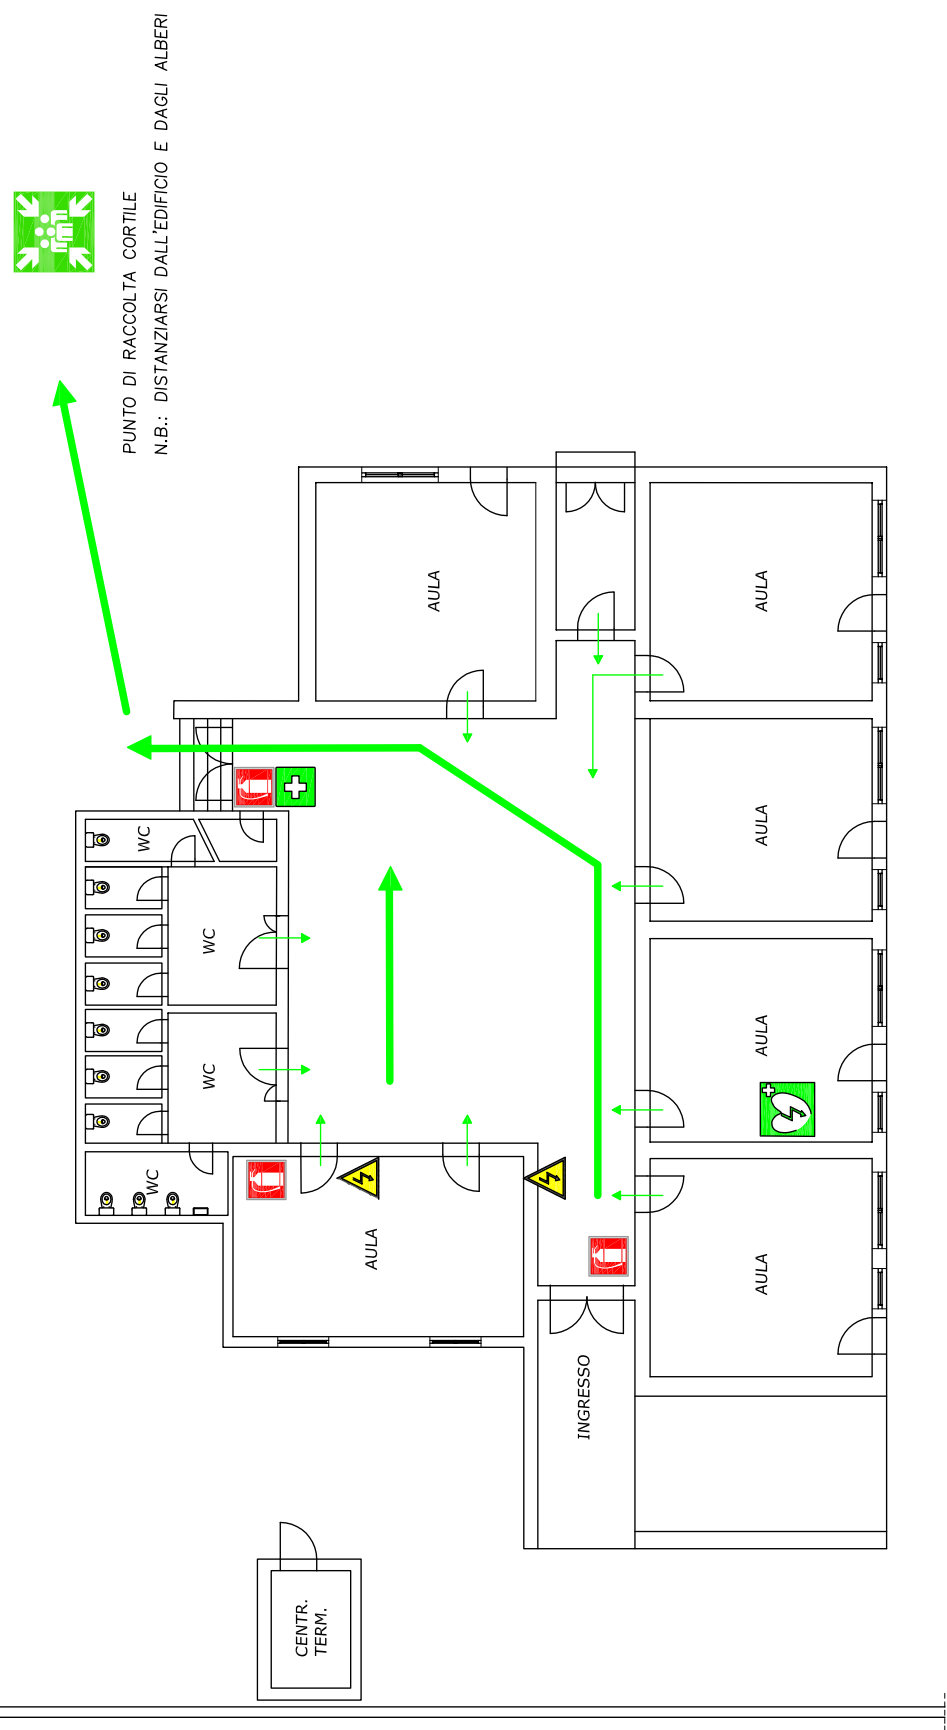 PUNTO DI RACCOLTA CORTILE
N.B.: DISTANZIARSI DALL'EDIFICIO E DAGLI ALBERI
AULA
AULA
WC
AULA
WC
AULA
WC
WC
AULA
AULA
INGRESSO
CENTR.
TERM.